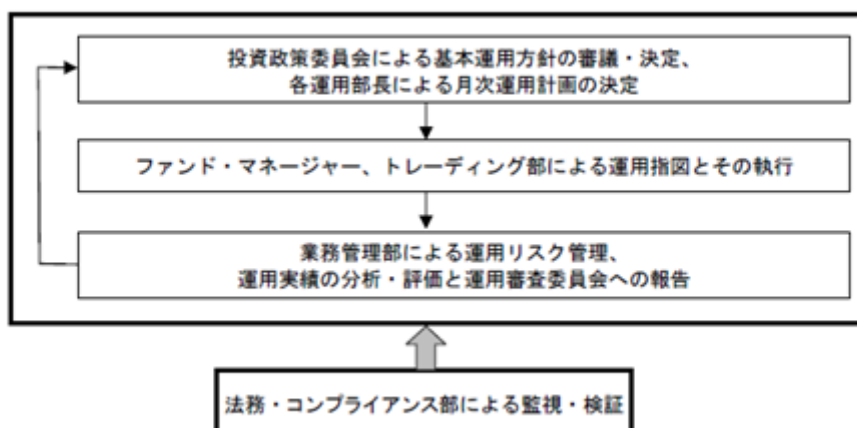 投資政策委員会による基本運用方針の審議・決定、
各運用部長による月次運用計画の決定
ファンド・マネージャー、トレーディング部による運用指図とその執行
業務管理部による運用リスク管理、
運用実績の分析・評価と運用審査委員会への報告
法務・コンプライアンス部による監視・検証